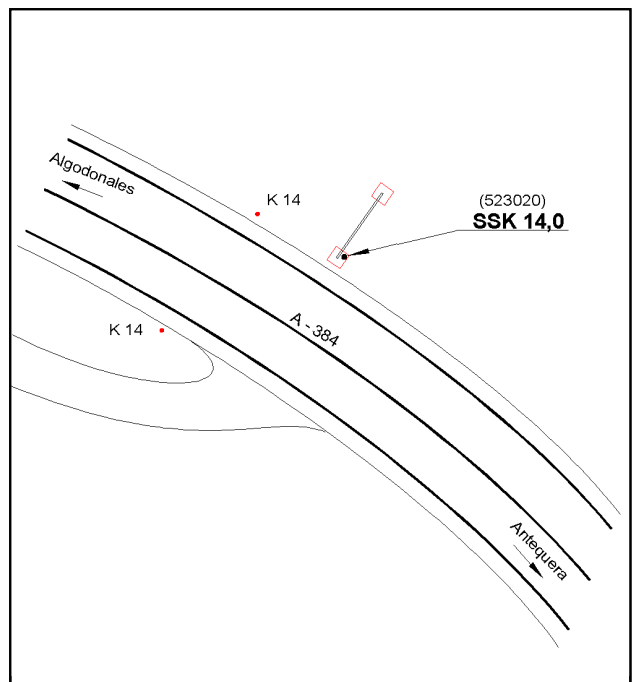 Algodonales
K 14
(523020)
SSK 14,0
A - 384
K 14
Antequera